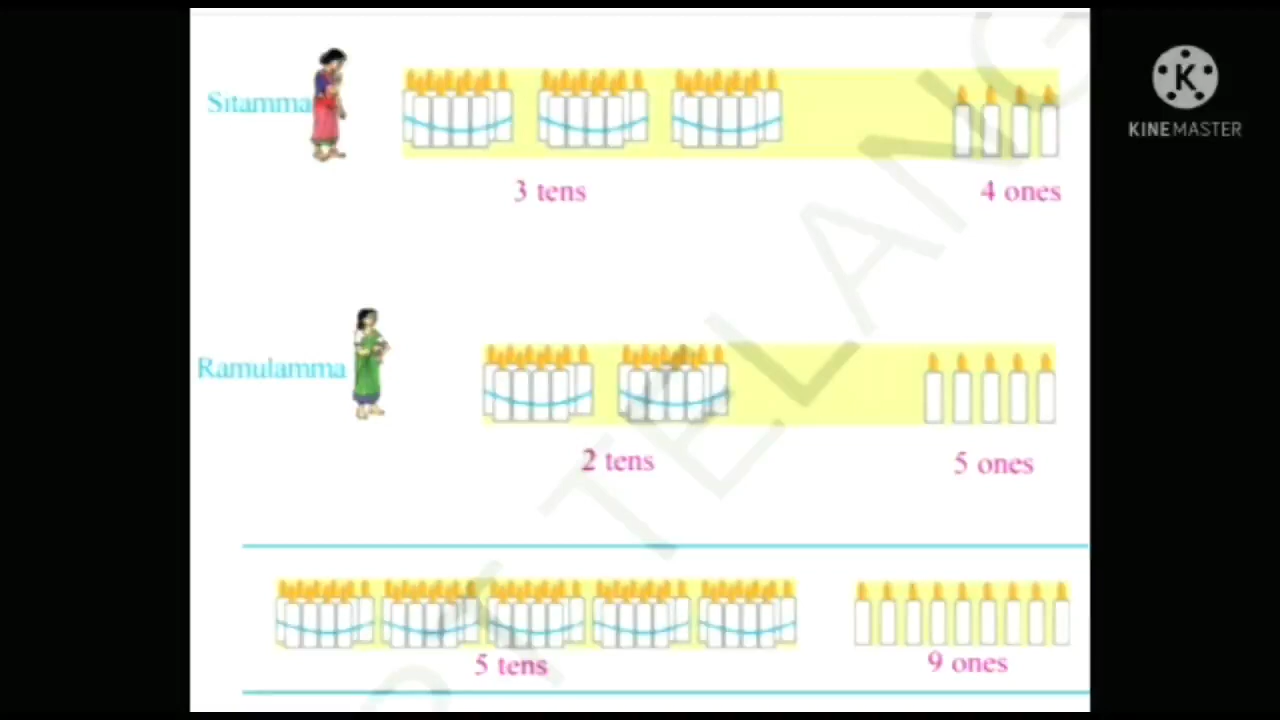 Sitamma
3 tens
4 ones
Ramulamma
2 tens
5 ones
5 tens
9 ones
K
KINEMASTER